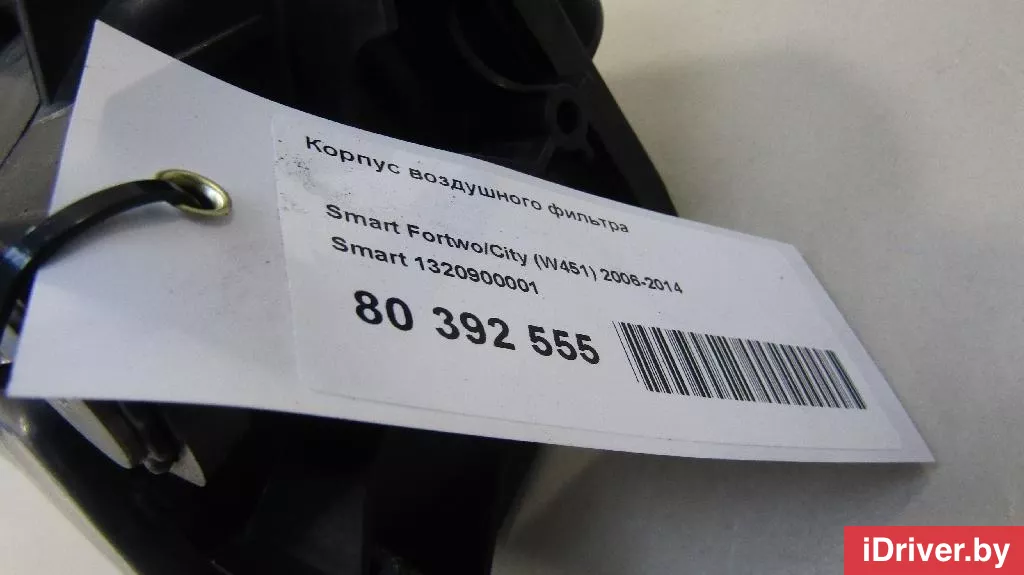 Корпус воздушного фильтра
Smart Fortwo/City (W451) 2006-2014
Smart 1320900001
80 392 555
iDriver.by